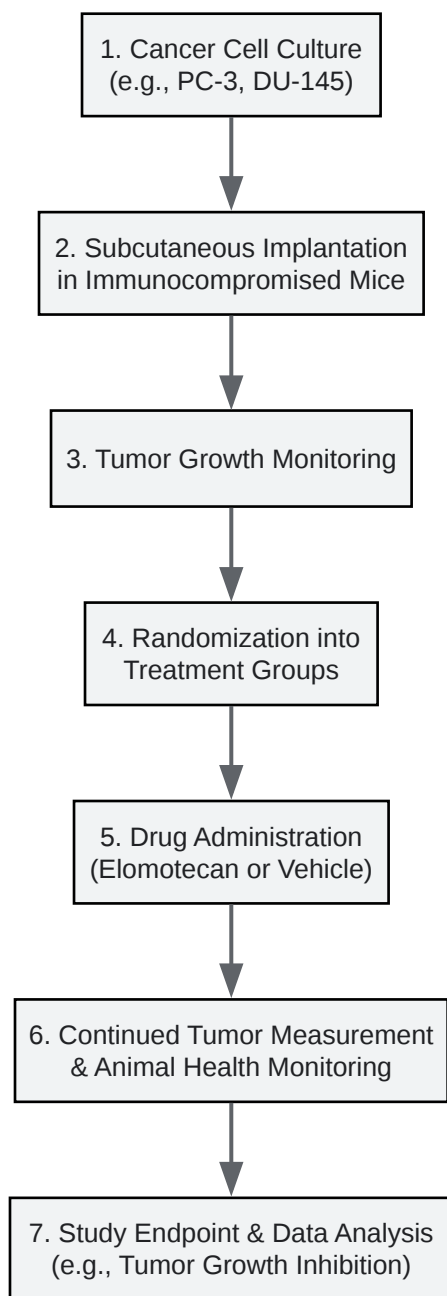 1. Cancer Cell Culture
(e.g., PC-3, DU-145)
2. Subcutaneous Implantation
in Immunocompromised Mice
3. Tumor Growth Monitoring
4. Randomization into
Treatment Groups
5. Drug Administration
(Elomotecan or Vehicle)
6. Continued Tumor Measurement
& Animal Health Monitoring
7. Study Endpoint & Data Analysis
(e.g., Tumor Growth Inhibition)